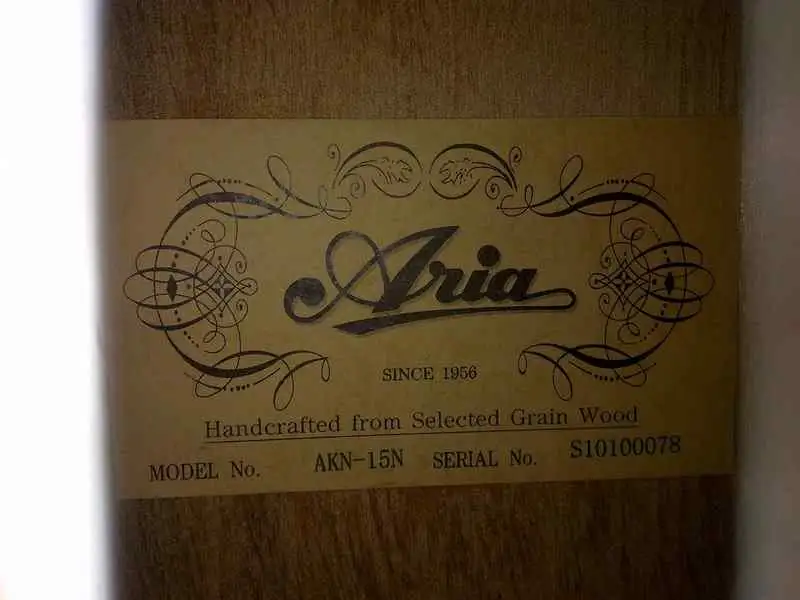 Aria
SINCE 1956
Handcrafted from Selected Grain Wood
MODEL No. AKN-15N SERIAL No. S10100078